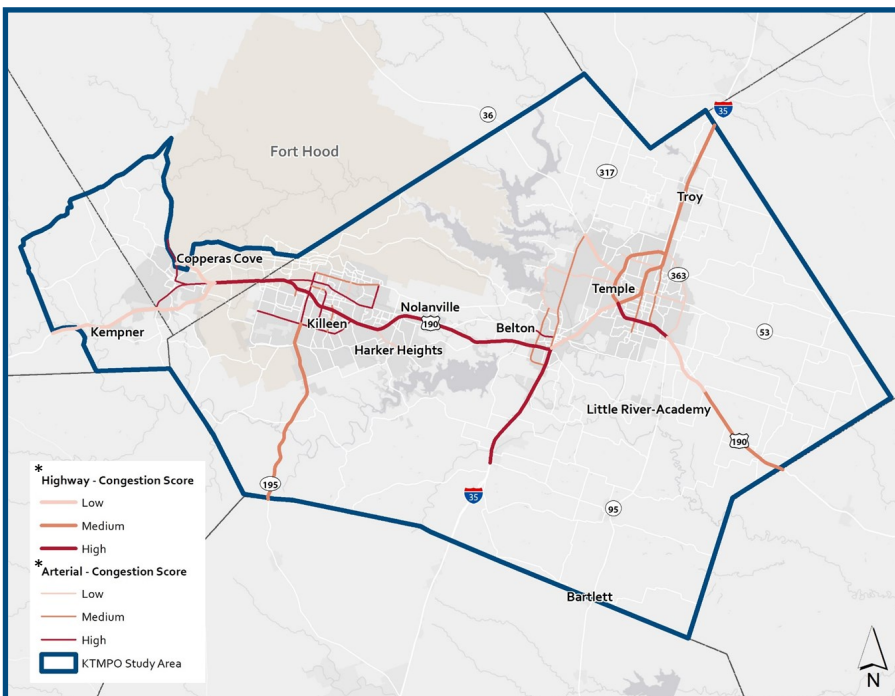 35
36
Fort Hood
317
Troy
Copperas Cove
363
Temple
Nolanville
Killeen
190
Belton
Kempner
53
Harker Heights
Little River-Academy
190
195
35
95
Bartlett
*
Highway - Congestion Score
Low
Medium
High
*
Arterial - Congestion Score
Low
Medium
High
KTMPO Study Area
N